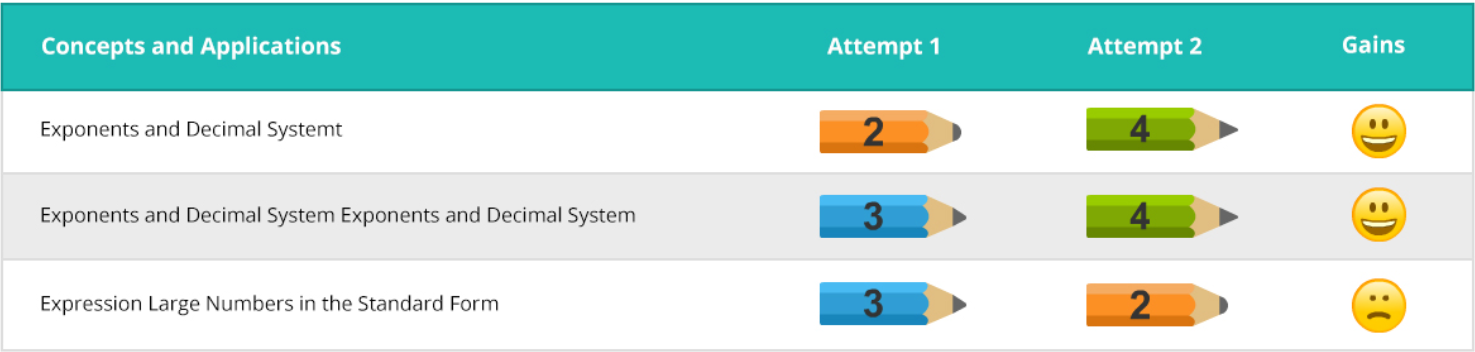 Concepts and Applications Attempt 1 Attempt 2 Gains
Exponents and Decimal Systemt 2 4
Exponents and Decimal System Exponents and Decimal System 3 4
Expression Large Numbers in the Standard Form 3 2